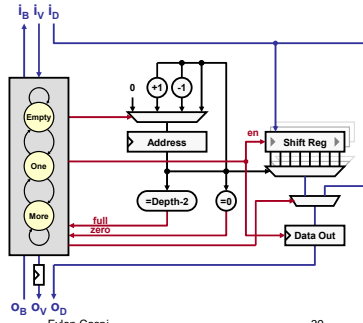 iB iV iD
0 +1 -1
Empty
Address
en
Shift Reg
One
=Depth-2 =0
More
full
zero
Data Out
oB oV oD
20